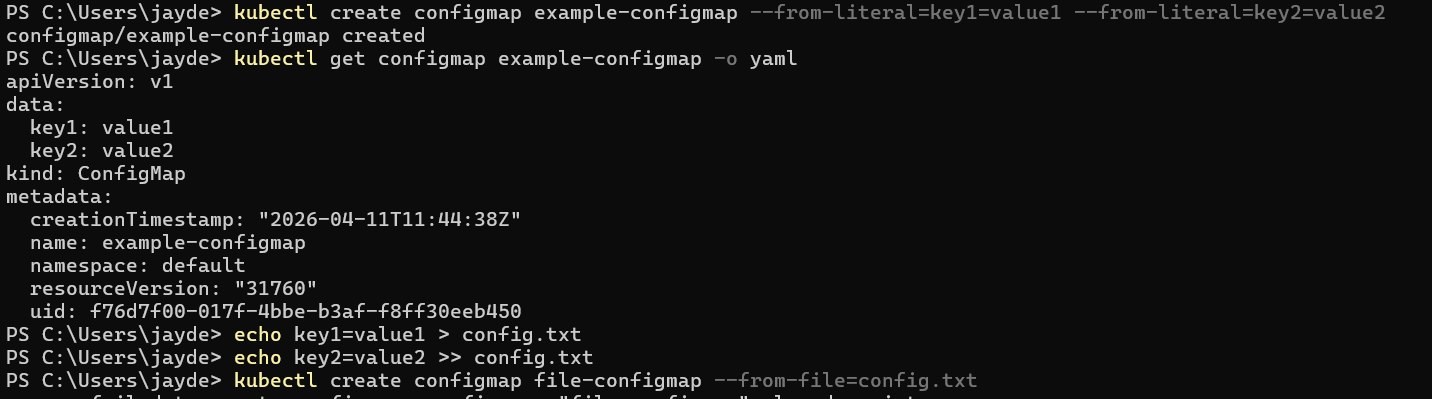 PS C:\Users\jayde> kubectl create configmap example-configmap --from-literal=key1=value1 --from-literal=key2=value2
configmap/example-configmap created
PS C:\Users\jayde> kubectl get configmap example-configmap -o yaml
apiVersion: v1
data:
  key1: value1
  key2: value2
kind: ConfigMap
metadata:
  creationTimestamp: "2026-04-11T11:44:38Z"
  name: example-configmap
  namespace: default
  resourceVersion: "31760"
  uid: f76d7f00-017f-4bbe-b3af-f8ff30eeb450
PS C:\Users\jayde> echo key1=value1 > config.txt
PS C:\Users\jayde> echo key2=value2 >> config.txt
PS C:\Users\jayde> kubectl create configmap file-configmap --from-file=config.txt